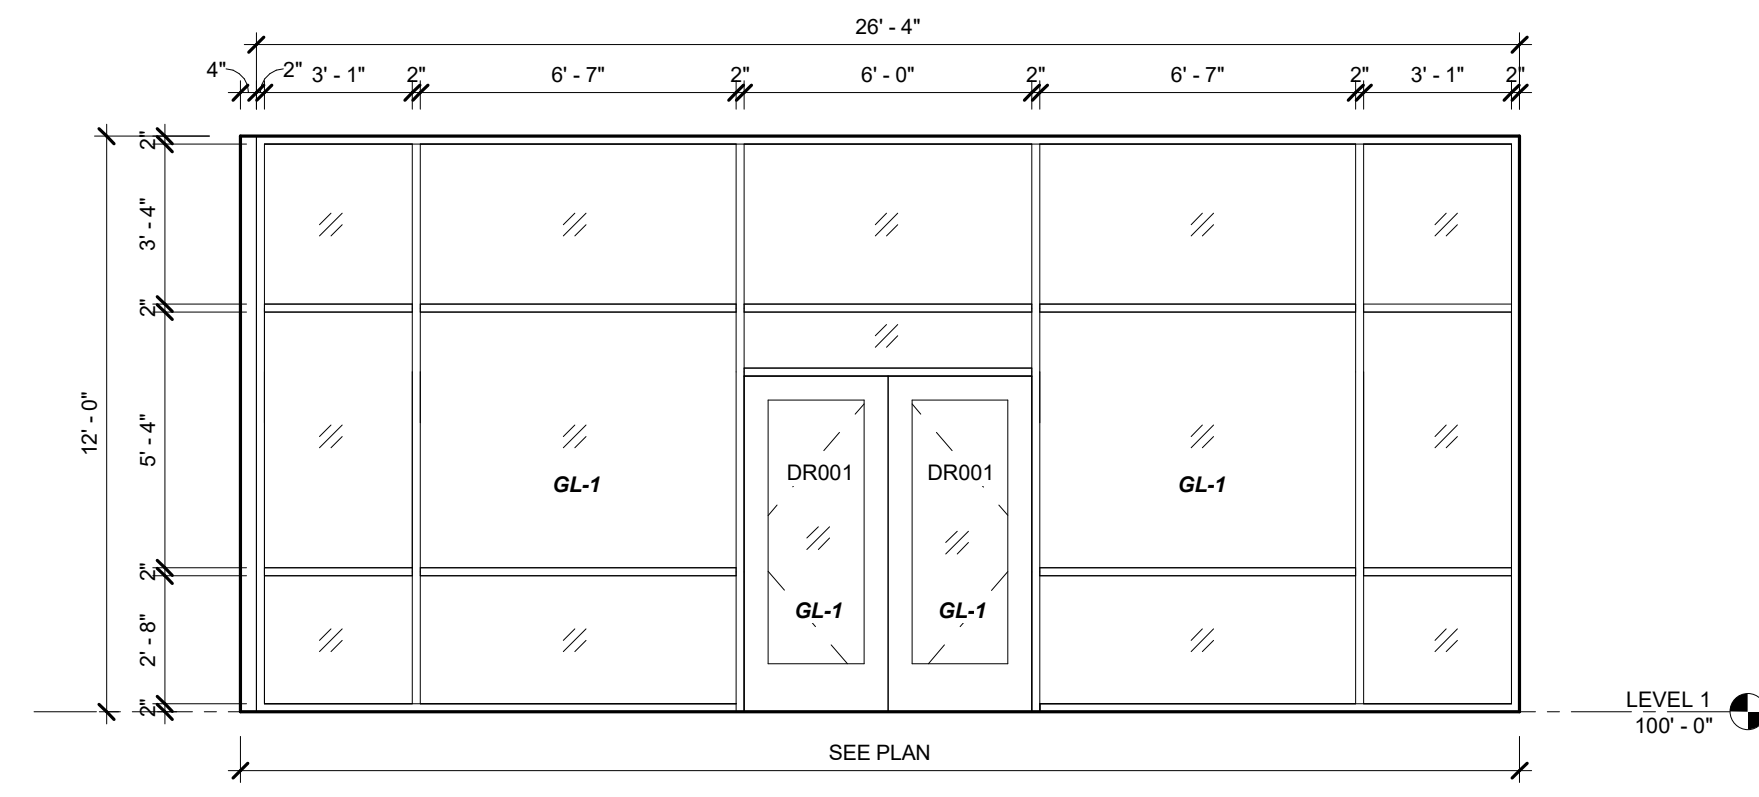 26' - 4"
4" 2" 3' - 1" 2" 6' - 7" 2" 6' - 0" 2" 6' - 7" 2" 3' - 1" 2"
2"
3' - 4"
2"
12' - 0"
5' - 4"
2"
2' - 8"
2"
DR001 DR001
GL-1 GL-1
GL-1 GL-1
LEVEL 1
100' - 0"
SEE PLAN